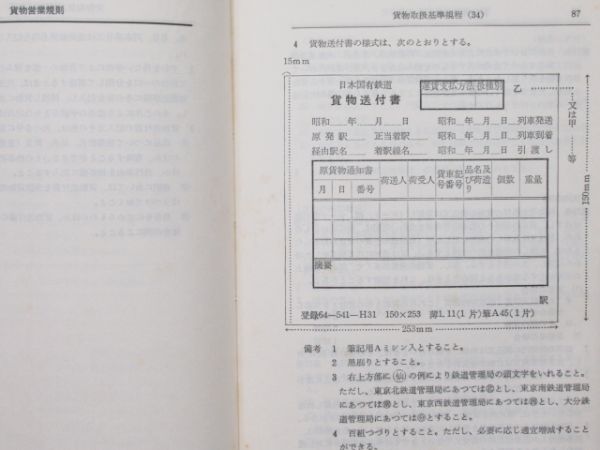 貨物営業規則
貨物取扱基準規程(34)
87
4 貨物送付書の様式は、次のとおりとする。
15mm
日本国有鉄道
貨物送付書
運賃支払方法
扱種別
乙
又は甲……等
昭和 年 月 日
昭和 年 月 日 列車発送
原発駅 正当着駅
昭和 年 月 日 列車到着
経由駅名 着駅線名
昭和 年 月 日 引渡し
原貨物通知書
月 日 番号
荷送人
荷受人
貨車記号番号
品名及び荷造り
個数
重量
摘要
駅
登録64—541—H31 150×253 薄1.11(1片)筆A45(1片)
150mm
253mm
備考 1 筆記用Aミシン入とすること。
2 黒刷りとすること。
3 右上方部に㊄の例により鉄道管理局の頭文字をいれること。
ただし、東京北鉄道管理局にあつては とし、東京南鉄道管理局
にあつては とし、東京西鉄道管理局にあつては とし、大分鉄
道管理局にあつては とすること。
4 百組つづりとすること。ただし、必要に応じ適宜増減すること
ができる。